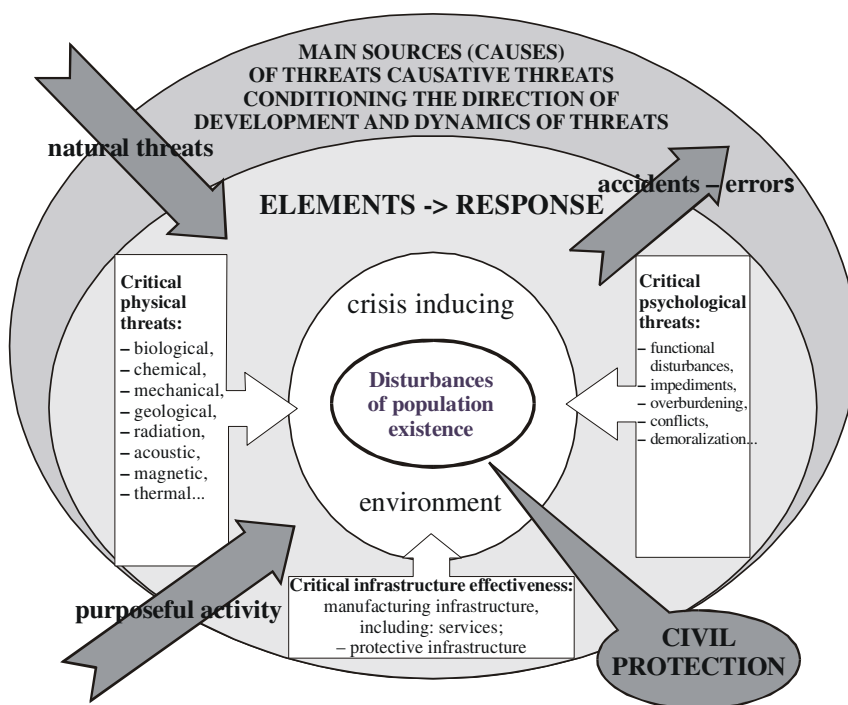 MAIN SOURCES (CAUSES)
OF THREATS CAUSATIVE THREATS
CONDITIONING THE DIRECTION OF
DEVELOPMENT AND DYNAMICS OF THREATS
natural threats
accidents – errors
ELEMENTS -> RESPONSE
Critical
physical
threats:
– biological,
– chemical,
– mechanical,
– geological,
– radiation,
– acoustic,
– magnetic,
– thermal...
crisis inducing
Disturbances
of population
existence
environment
Critical
psychological
threats:
– functional
disturbances,
– impediments,
– overburdening,
– conflicts,
– demoralization...
purposeful activity
Critical infrastructure effectiveness:
manufacturing infrastructure,
including: services;
– protective infrastructure
CIVIL
PROTECTION